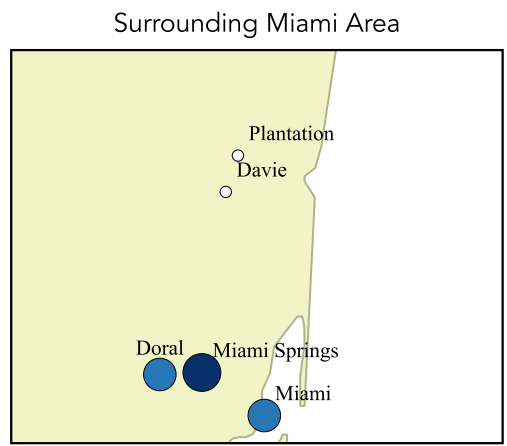 Surrounding Miami Area
Plantation
Davie
Doral
Miami Springs
Miami